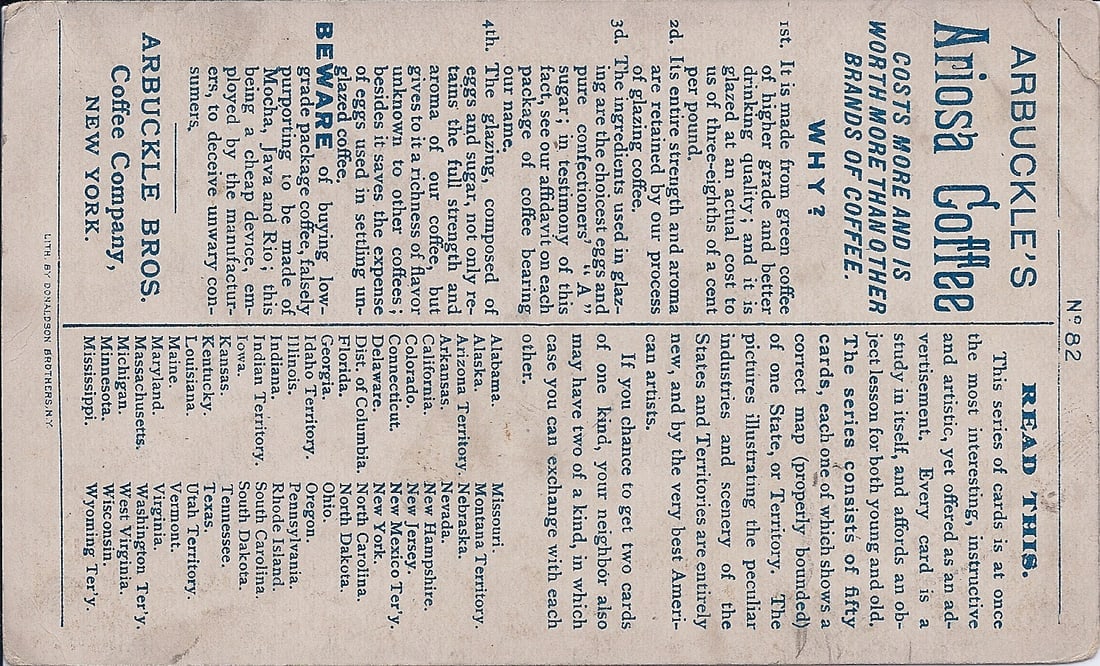 Nº 82
ARBUCKLE'S
Ariosa Coffee
COSTS MORE AND IS
WORTH MORE THAN OTHER
BRANDS OF COFFEE.
WHY?
1st. It is made from green coffee
of higher grade and better
drinking quality; and it is
glazed at an actual cost to
us of three-eighths of a cent
per pound.
2d. Its entire strength and aroma
are retained by our process
of glazing coffee.
3d. The ingredients used in glaz-
ing are the choicest eggs and
pure confectioners' "A"
sugar; in testimony of this
fact, see our affidavit on each
package of coffee bearing
our name.
4th. The glazing, composed of
eggs and sugar, not only re-
tains the full strength and
aroma of our coffee, but
gives to it a richness of flavor
unknown to other coffees;
besides it saves the expense
of eggs used in settling un-
glazed coffee.
BEWARE of buying low-
grade package coffee, falsely
purporting to be made of
Mocha, Java and Rio; this
being a cheap device, em-
ployed by the manufactur-
ers, to deceive unwary con-
sumers.
ARBUCKLE BROS.
Coffee Company,
NEW YORK.
LITH. BY DONALDSON BROTHERS, N.Y.
READ THIS.
This series of cards is at once
the most interesting, instructive
and artistic, yet offered as an ad-
vertisement. Every card is a
study in itself, and affords an ob-
ject lesson for both young and old.
The series consists of fifty
cards, each one of which shows a
correct map (properly bounded)
of one State, or Territory. The
pictures illustrating the peculiar
industries and scenery of the
States and Territories are entirely
new, and by the very best Ameri-
can artists.
If you chance to get two cards
of one kind, your neighbor also
may have two of a kind, in which
case you can exchange with each
other.
Alabama.
Alaska.
Arizona Territory.
Arkansas.
California.
Colorado.
Connecticut.
Delaware.
Dist. of Columbia.
Florida.
Georgia.
Idaho Territory.
Illinois.
Indiana.
Indian Territory.
Iowa.
Kansas.
Kentucky.
Louisiana.
Maine.
Maryland.
Massachusetts.
Michigan.
Minnesota.
Mississippi.
Missouri.
Montana Territory.
Nebraska.
Nevada.
New Hampshire.
New Jersey.
New Mexico Ter'y.
New York.
North Carolina.
North Dakota.
Ohio.
Oregon.
Pennsylvania.
Rhode Island.
South Carolina.
South Dakota.
Tennessee.
Texas.
Utah Territory.
Vermont.
Virginia.
Washington Ter'y.
West Virginia.
Wisconsin.
Wyoming Ter'y.